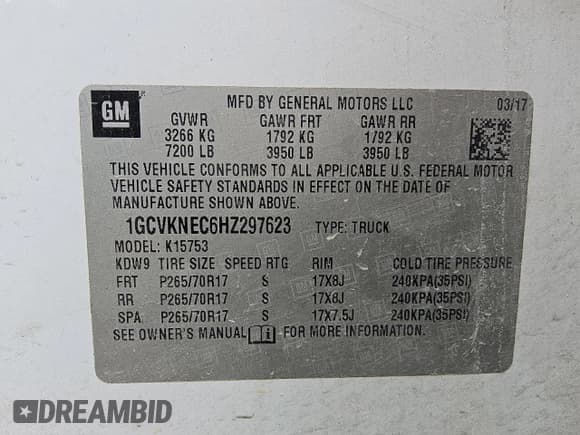 GM
MFD BY GENERAL MOTORS LLC 03/17
GVWR GAWR FRT GAWR RR
3266 KG 1792 KG 1792 KG
7200 LB 3950 LB 3950 LB
THIS VEHICLE CONFORMS TO ALL APPLICABLE U.S. FEDERAL MOTOR
VEHICLE SAFETY STANDARDS IN EFFECT ON THE DATE OF
MANUFACTURE SHOWN ABOVE.
1GCVKNEC6HZ297623 TYPE: TRUCK
MODEL: K15753
KDW9 TIRE SIZE SPEED RTG RIM COLD TIRE PRESSURE
FRT P265/70R17 S 17X8J 240KPA(35PSI)
RR P265/70R17 S 17X8J 240KPA(35PSI)
SPA P265/70R17 S 17X7.5J 240KPA(35PSI)
SEE OWNER'S MANUAL FOR MORE INFORMATION.
DREAMBID